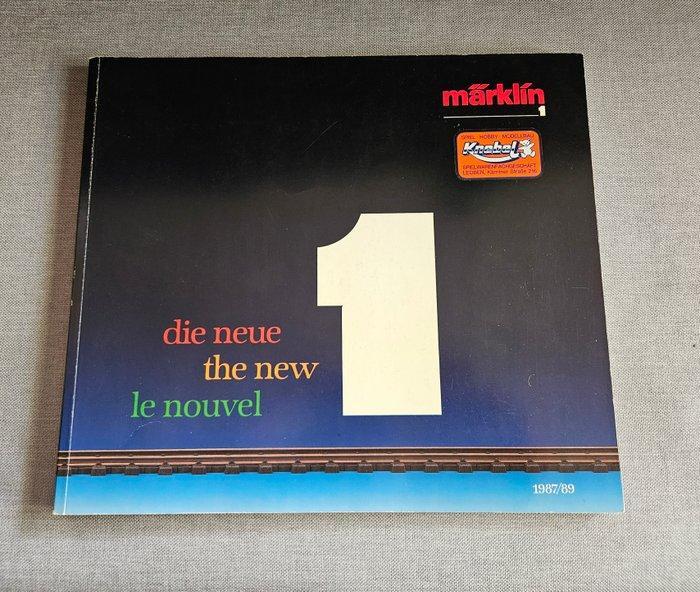 märklin
1
SPIEL · HOBBY · MODELLBAU
Knabel
SPIELWARENFACHGESCHÄFT
LEOBEN, Kärntner Straße 216
1
die neue
the new
le nouvel
1987/89